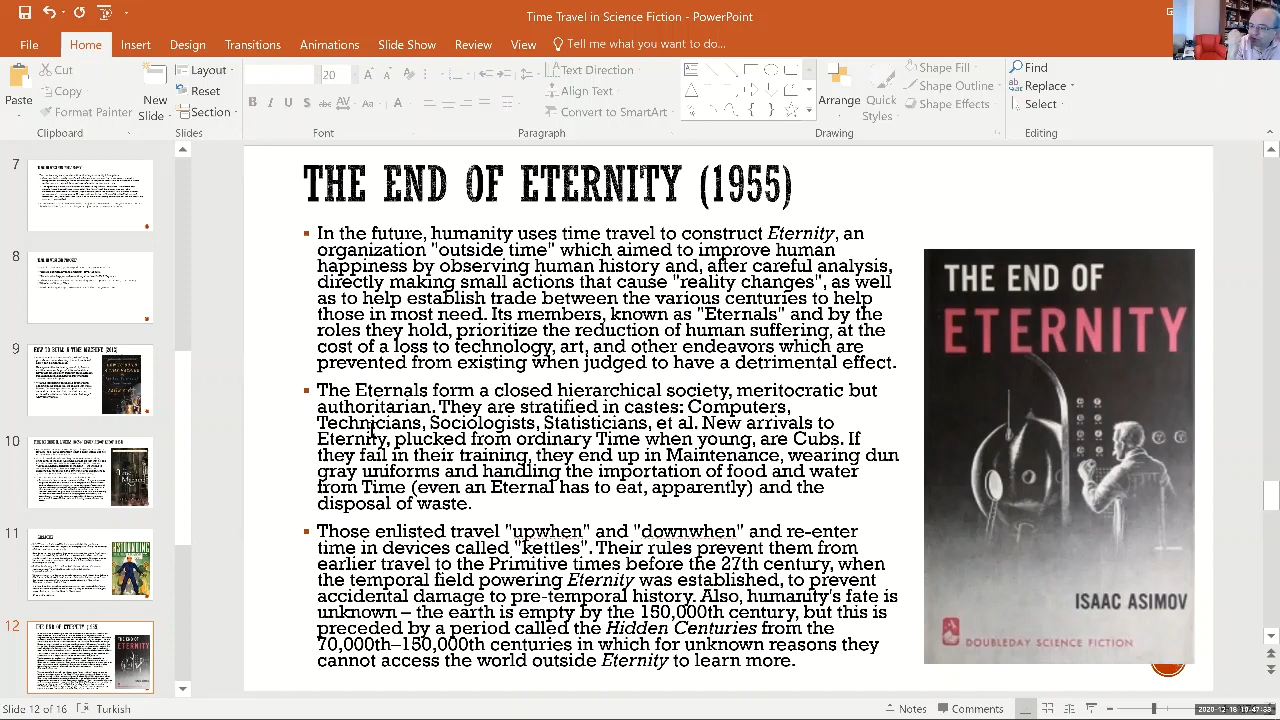 Time Travel in Science Fiction - PowerPoint
File Home Insert Design Transitions Animations Slide Show Review View Tell me what you want to do...
Paste
Cut
Copy
Format Painter
Clipboard
New
Slide
Layout
Reset
Section
Slides
20
Font
Text Direction
Align Text
Convert to SmartArt
Paragraph
Arrange
Quick
Styles
Shape Fill
Shape Outline
Shape Effects
Drawing
Find
Replace
Select
Editing
7
8
9
10
11
12
THE END OF ETERNITY (1955)
In the future, humanity uses time travel to construct Eternity, an
organization "outside time" which aimed to improve human
happiness by observing human history and, after careful analysis,
directly making small actions that cause "reality changes", as well
as to help establish trade between the various centuries to help
those in most need. Its members, known as "Eternals" and by the
roles they hold, prioritize the reduction of human suffering, at the
cost of a loss to technology, art, and other endeavors which are
prevented from existing when judged to have a detrimental effect.
The Eternals form a closed hierarchical society, meritocratic but
authoritarian. They are stratified in castes: Computers,
Technicians, Sociologists, Statisticians, et al. New arrivals to
Eternity, plucked from ordinary Time when young, are Cubs. If
they fail in their training, they end up in Maintenance, wearing dun
gray uniforms and handling the importation of food and water
from Time (even an Eternal has to eat, apparently) and the
disposal of waste.
Those enlisted travel "upwhen" and "downwhen" and re-enter
time in devices called "kettles". Their rules prevent them from
earlier travel to the Primitive times before the 27th century, when
the temporal field powering Eternity was established, to prevent
accidental damage to pre-temporal history. Also, humanity's fate is
unknown – the earth is empty by the 150,000th century, but this is
preceded by a period called the Hidden Centuries from the
70,000th–150,000th centuries in which for unknown reasons they
cannot access the world outside Eternity to learn more.
THE END OF
ETERNITY
ISAAC ASIMOV
DOUBLEDAY SCIENCE FICTION
Slide 12 of 16 Turkish Notes Comments